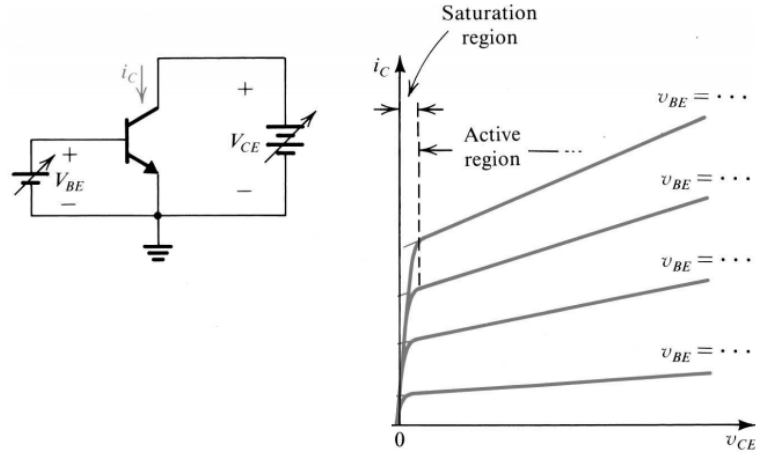 i_C
+
V_CE
−
+
V_BE
−
Saturation
region
i_C
v_BE = ···
Active
region
···
v_BE = ···
v_BE = ···
v_BE = ···
0
v_CE